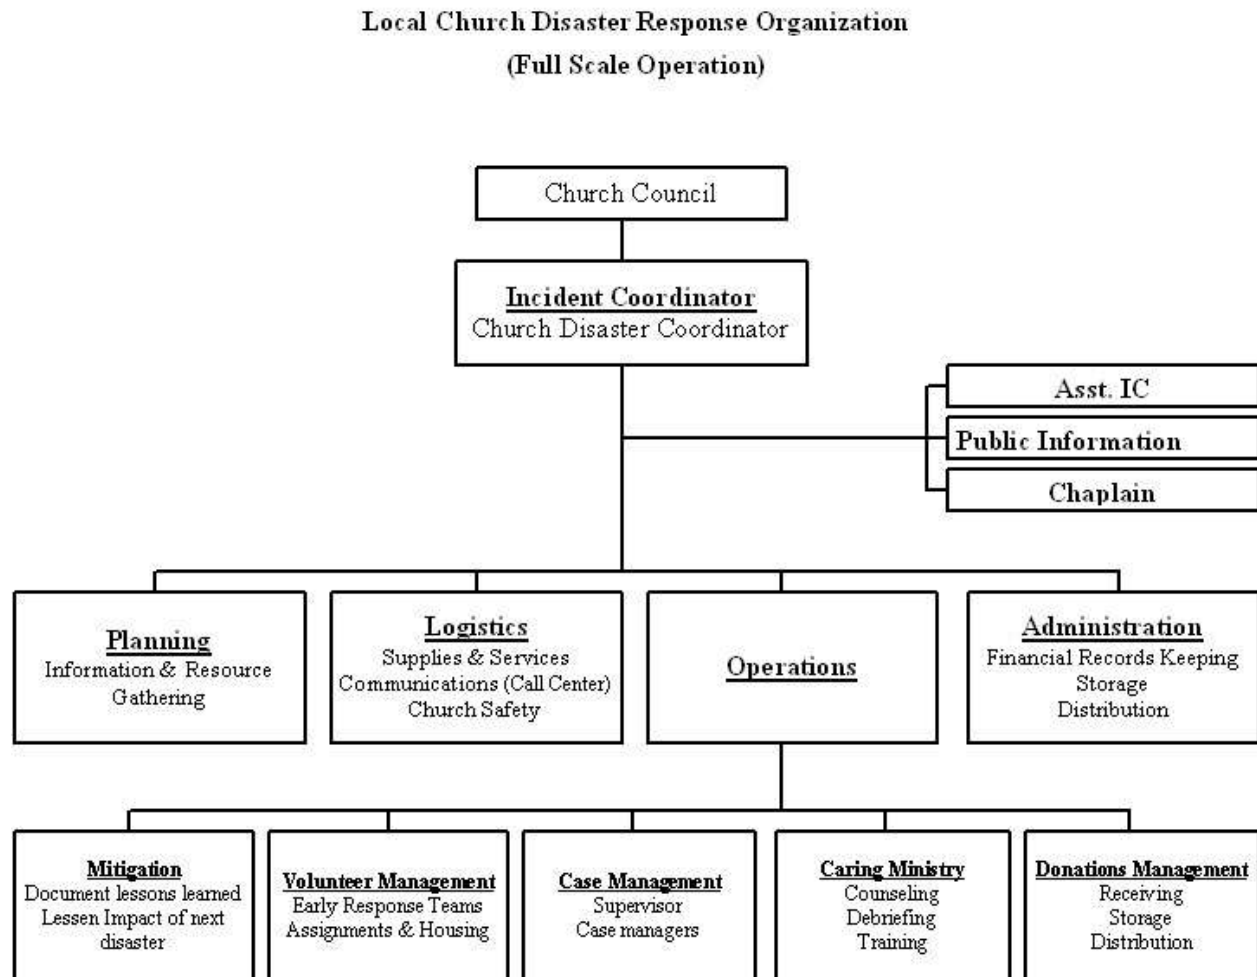 Local Church Disaster Response Organization
(Full Scale Operation)
Church Council
Incident Coordinator
Church Disaster Coordinator
Asst. IC
Public Information
Chaplain
Planning
Information & Resource
Gathering
Logistics
Supplies & Services
Communications (Call Center)
Church Safety
Operations
Administration
Financial Records Keeping
Storage
Distribution
Mitigation
Document lessons learned
Lessen Impact of next
disaster
Volunteer Management
Early Response Teams
Assignments & Housing
Case Management
Supervisor
Case managers
Caring Ministry
Counseling
Debriefing
Training
Donations Management
Receiving
Storage
Distribution